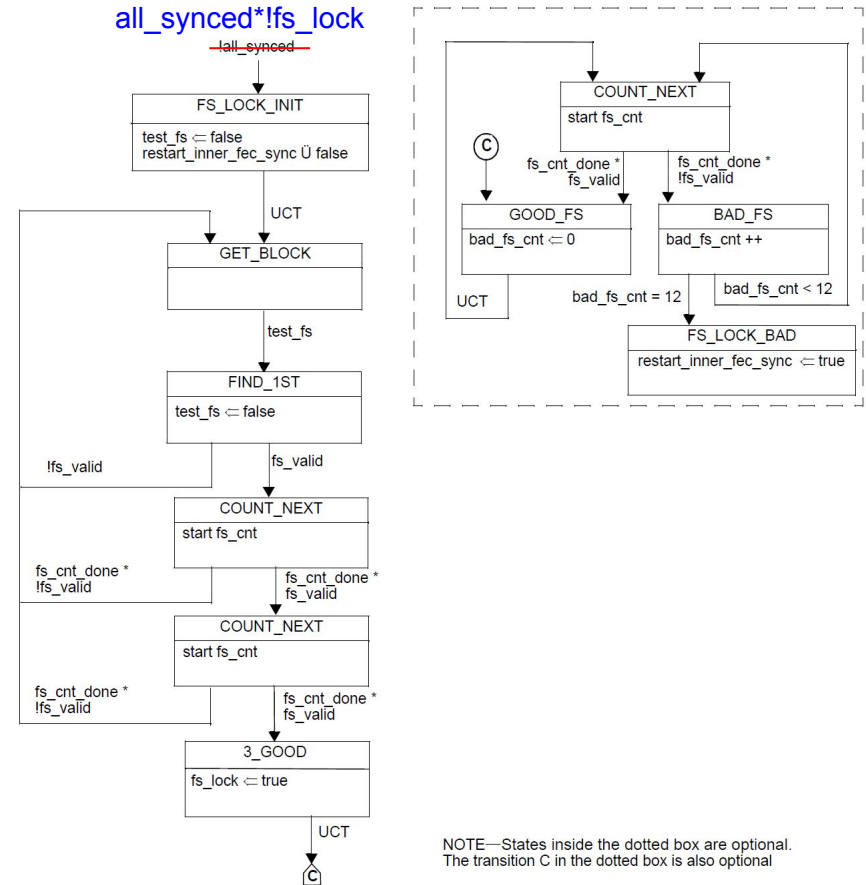 all_synced*!fs_lock
!all_synced
FS_LOCK_INIT
test_fs ⇐ false
restart_inner_fec_sync Ü false
UCT
GET_BLOCK
test_fs
FIND_1ST
test_fs ⇐ false
!fs_valid
fs_valid
COUNT_NEXT
start fs_cnt
fs_cnt_done *
!fs_valid
fs_cnt_done *
fs_valid
COUNT_NEXT
start fs_cnt
fs_cnt_done *
!fs_valid
fs_cnt_done *
fs_valid
3_GOOD
fs_lock ⇐ true
UCT
C
COUNT_NEXT
start fs_cnt
C
fs_cnt_done *
fs_valid
fs_cnt_done *
!fs_valid
GOOD_FS
bad_fs_cnt ⇐ 0
BAD_FS
bad_fs_cnt ++
UCT
bad_fs_cnt = 12
bad_fs_cnt < 12
FS_LOCK_BAD
restart_inner_fec_sync ⇐ true
NOTE—States inside the dotted box are optional.
The transition C in the dotted box is also optional